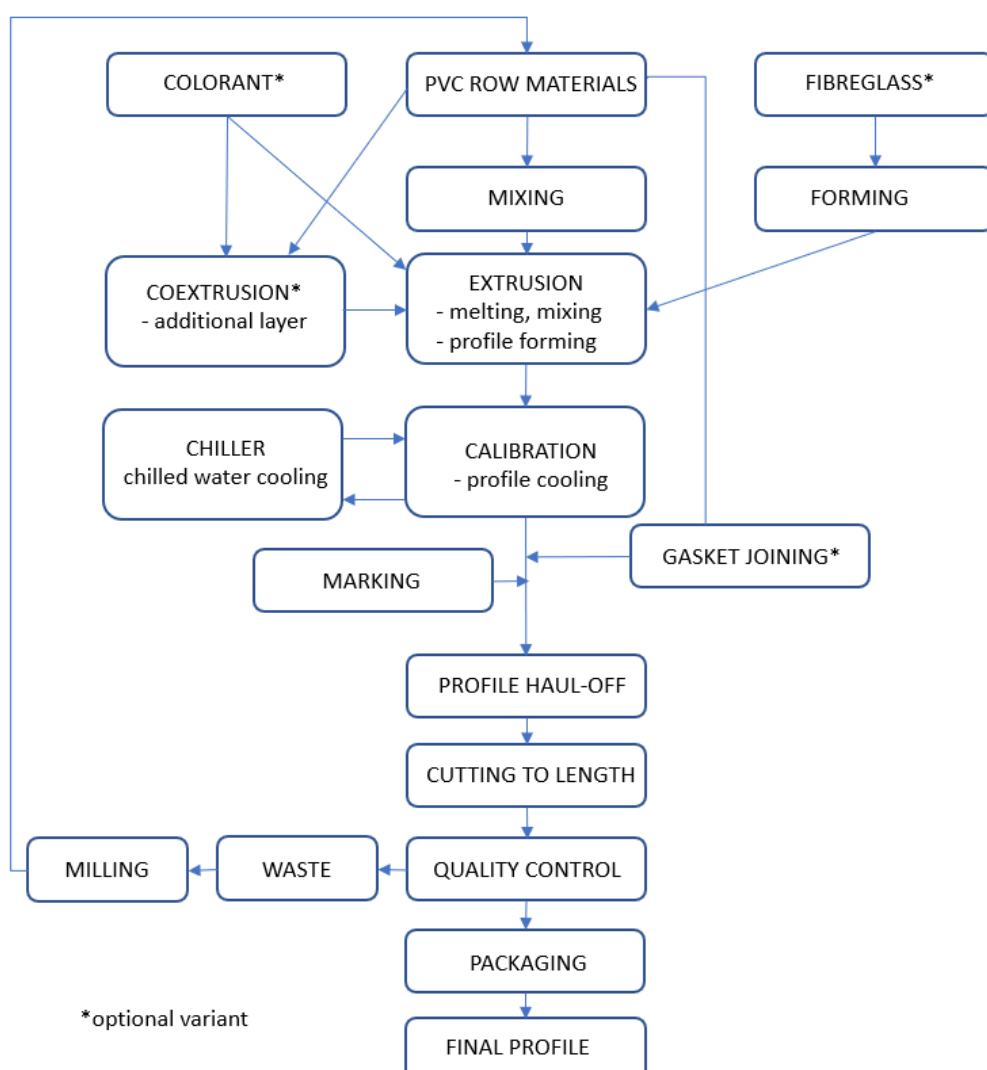 COLORANT*
PVC ROW MATERIALS
FIBREGLASS*
MIXING
FORMING
COEXTRUSION*
- additional layer
EXTRUSION
- melting, mixing
- profile forming
CHILLER
chilled water cooling
CALIBRATION
- profile cooling
GASKET JOINING*
MARKING
PROFILE HAUL-OFF
CUTTING TO LENGTH
MILLING
WASTE
QUALITY CONTROL
PACKAGING
*optional variant
FINAL PROFILE